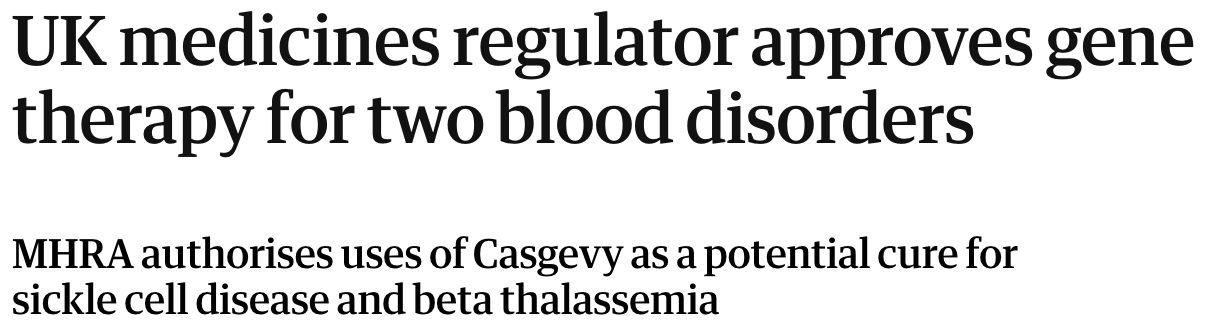 UK medicines regulator approves gene
therapy for two blood disorders
MHRA authorises uses of Casgevy as a potential cure for
sickle cell disease and beta thalassemia